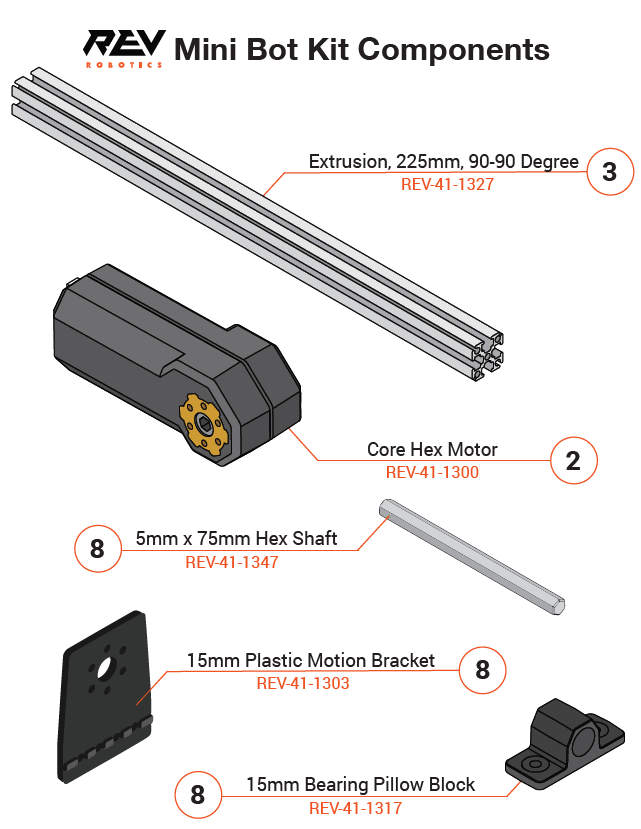 REV
ROBOTICS
Mini Bot Kit Components
Extrusion, 225mm, 90-90 Degree
REV-41-1327
3
Core Hex Motor
REV-41-1300
2
8
5mm x 75mm Hex Shaft
REV-41-1347
15mm Plastic Motion Bracket
REV-41-1303
8
8
15mm Bearing Pillow Block
REV-41-1317